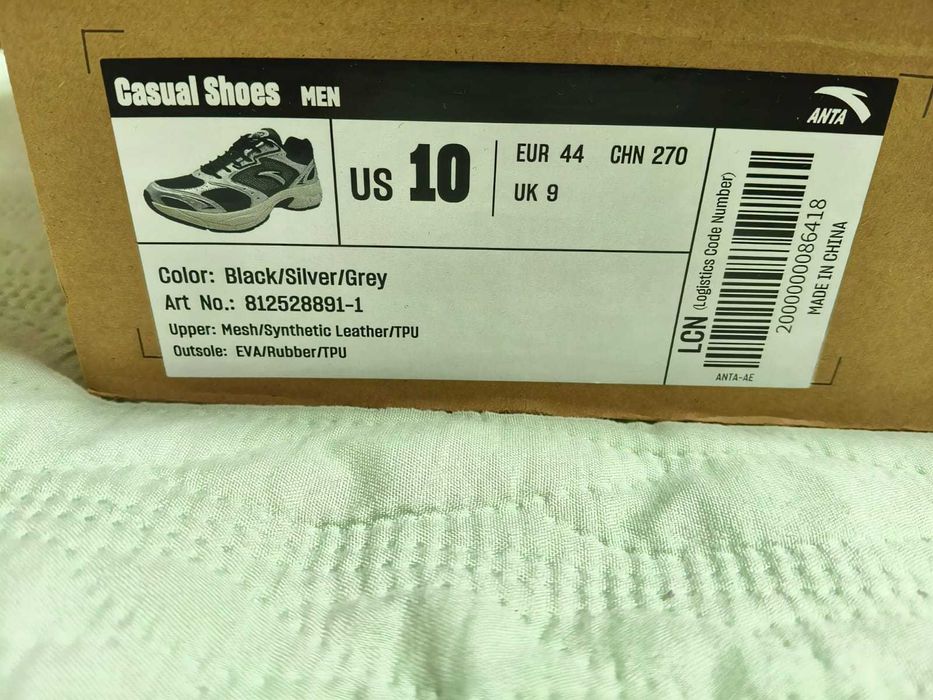 Casual Shoes MEN
ANTA
US 10
EUR 44 CHN 270
UK 9
Color: Black/Silver/Grey
Art No.: 812528891-1
Upper: Mesh/Synthetic Leather/TPU
Outsole: EVA/Rubber/TPU
LCN (Logistics Code Number)
2000000086418
MADE IN CHINA
ANTA-AE